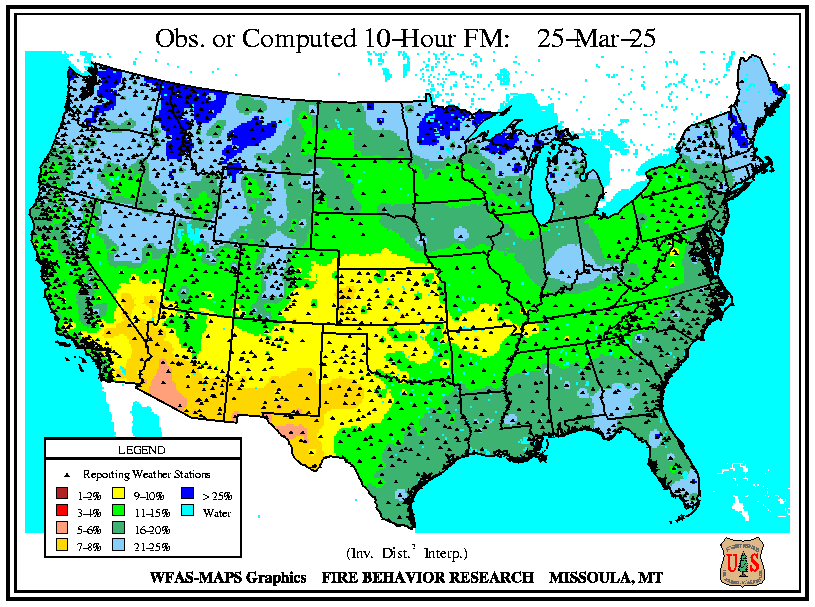 Obs. or Computed 10-Hour FM: 25-Mar-25
LEGEND
Reporting Weather Stations
1-2%
3-4%
5-6%
7-8%
9-10%
11-15%
16-20%
21-25%
> 25%
Water
(Inv. Dist.² Interp.)
WFAS-MAPS Graphics FIRE BEHAVIOR RESEARCH MISSOULA, MT
U S